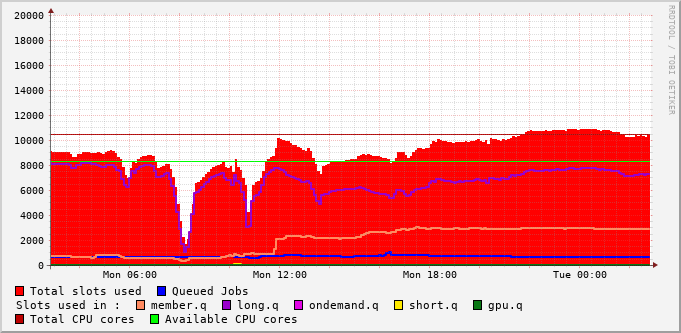 RRDTOOL / TOBI OETIKER
20000
18000
16000
14000
12000
10000
8000
6000
4000
2000
0
Mon 06:00 Mon 12:00 Mon 18:00 Tue 00:00
Total slots used Queued Jobs
Slots used in : member.q long.q ondemand.q short.q gpu.q
Total CPU cores Available CPU cores